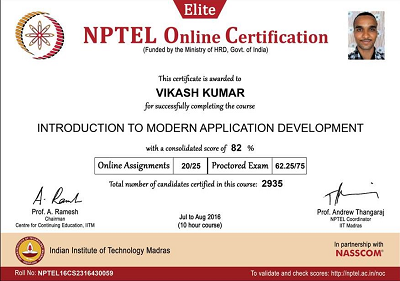 Elite
NPTEL Online Certification
(Funded by the Ministry of HRD, Govt. of India)
This certificate is awarded to
VIKASH KUMAR
for successfully completing the course
INTRODUCTION TO MODERN APPLICATION DEVELOPMENT
with a consolidated score of 82 %
Online Assignments 20/25 Proctored Exam 62.25/75
Total number of candidates certified in this course: 2935
Prof. A. Ramesh
Chairman
Centre for Continuing Education, IITM
Jul to Aug 2016
(10 hour course)
Prof. Andrew Thangaraj
NPTEL Coordinator
IIT Madras
Indian Institute of Technology Madras
In partnership with
NASSCOM®
Roll No: NPTEL16CS2316430059
To validate and check scores: http://nptel.ac.in/noc